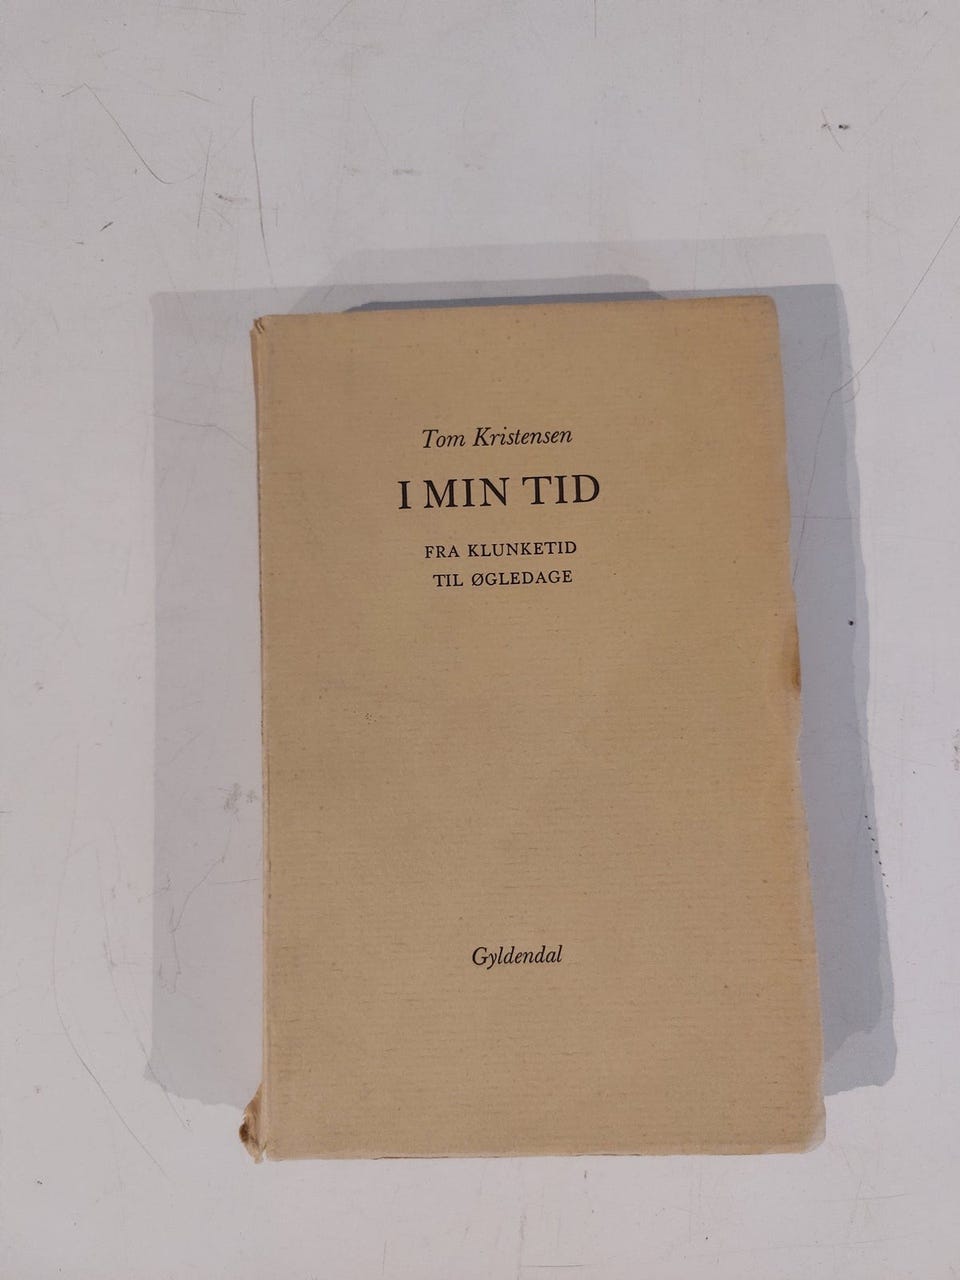 Tom Kristensen
I MIN TID
FRA KLUNKETID
TIL ØGLEDAGE
Gyldendal